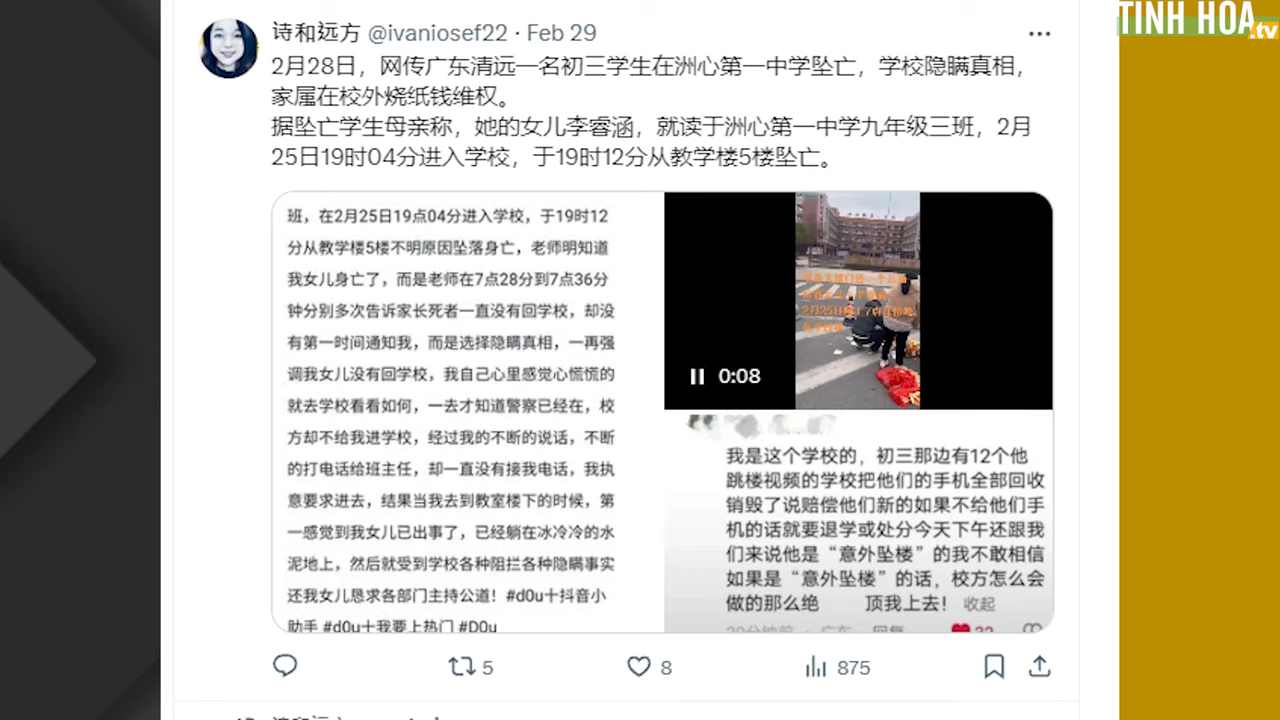 TINH HOA.tv
诗和远方 @ivaniosef22 · Feb 29
2月28日，网传广东清远一名初三学生在洲心第一中学坠亡，学校隐瞒真相，
家属在校外烧纸钱维权。
据坠亡学生母亲称，她的女儿李睿涵，就读于洲心第一中学九年级三班，2月
25日19时04分进入学校，于19时12分从教学楼5楼坠亡。
班，在2月25日19点04分进入学校，于19时12
分从教学楼5楼不明原因坠落身亡，老师明知道
我女儿身亡了，而是老师在7点28分到7点36分
钟分别多次告诉家长死者一直没有回学校，却没
有第一时间通知我，而是选择隐瞒真相，一再强
调我女儿没有回学校，我自己心里感觉心慌慌的
就去学校看看如何，一去才知道警察已经在，校
方却不给我进学校，经过我的不断的说话，不断
的打电话给班主任，却一直没有接我电话，我执
意要求进去，结果当我去到教室楼下的时候，第
一感觉到我女儿已出事了，已经躺在冰冷冷的水
泥地上，然后就受到学校各种阻拦各种隐瞒事实
还我女儿恳求各部门主持公道！#d0u十抖音小
助手 #d0u十我要上热门 #D0u
0:08
我是这个学校的，初三那边有12个他
跳楼视频的学校把他们的手机全部回收
销毁了说赔偿他们新的如果不给他们手
机的话就要退学或处分今天下午还跟我
们来说他是“意外坠楼”的我不敢相信
如果是“意外坠楼”的话，校方怎么会
做的那么绝 顶我上去！ 收起
5 8 875